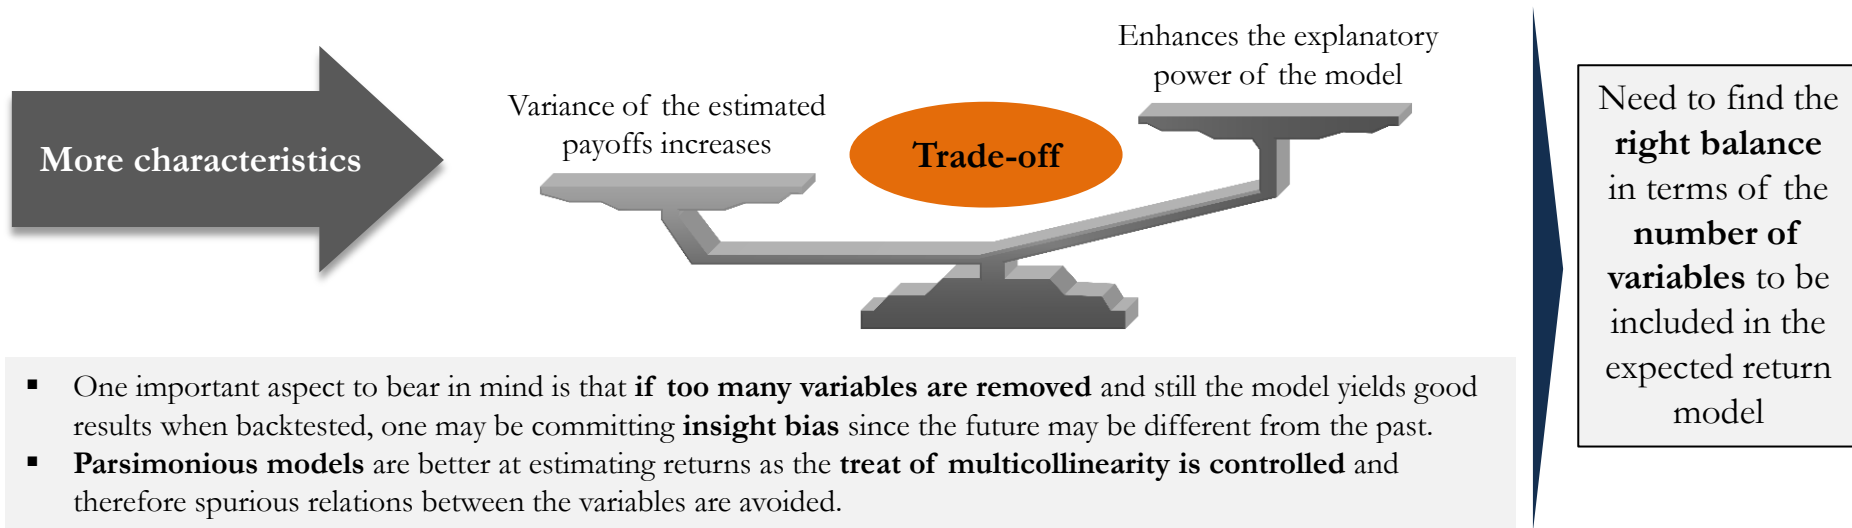 More characteristics
Variance of the estimated
payoffs increases
Trade-off
Enhances the explanatory
power of the model
Need to find the
right balance
in terms of the
number of
variables to be
included in the
expected return
model
▪ One important aspect to bear in mind is that if too many variables are removed and still the model yields good
results when backtested, one may be committing insight bias since the future may be different from the past.
▪ Parsimonious models are better at estimating returns as the treat of multicollinearity is controlled and
therefore spurious relations between the variables are avoided.